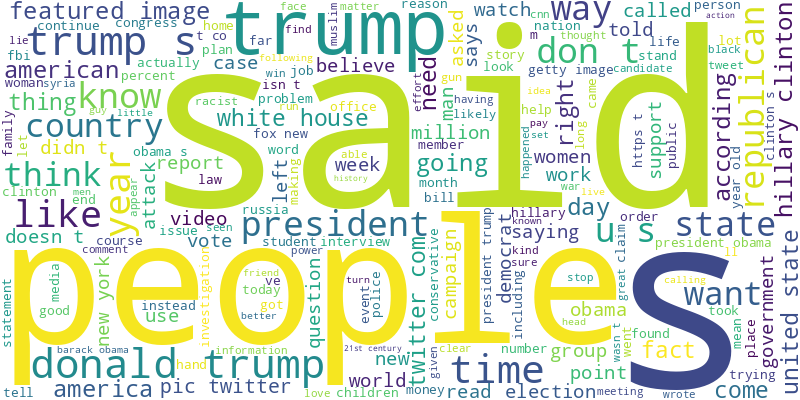 featured image
continue
congress
home
trump
face
reason
matter
muslim
watch
way
called
person
action
nation
cnn
thought
lie
fbi
trump s
t co
plan
far
find
says
asked
told
m
life
lot
american
actually
percent
case
believe
need
man
gun
story
look
getty image
stand
candidate
black
tweet
republican
hillary clinton
woman
syria
thing
know
isn t
win
job
following
don t
said
racist
problem
run
office
effort
having
likely
help
idea
came
right
according
clinton s
family
guy
little
country
white house
million
pay
set
long
https t
support
public
didn t
obama s
word
fox new
able
member
happened
women
year old
let
think
year
attack
report
left
week
going
month
work
war
live
clinton
men
end
appear
law
making
history
bill
like
video
russia
president
hillary
known
day
order
state
doesn t
issue
seen
vote
student
interview
democrat
saying
u s
president obama
course
comment
power
conservative
campaign
president trump
kind
sure
ll
statement
media
good
new york
people
investigation
friend
ve
today
got
better
question
event
police
turn
stop
calling
great claim
s
want
took
mean
place
government
united state
use
instead
information
twitter com
including
obama
head
wasn t
went
found
fact
trying
barack obama
donald trump
hand
21st century
new
given
clear
time
number
group
point
tell
america
pic twitter
love
children
world
money
read election
meeting
wrote
come